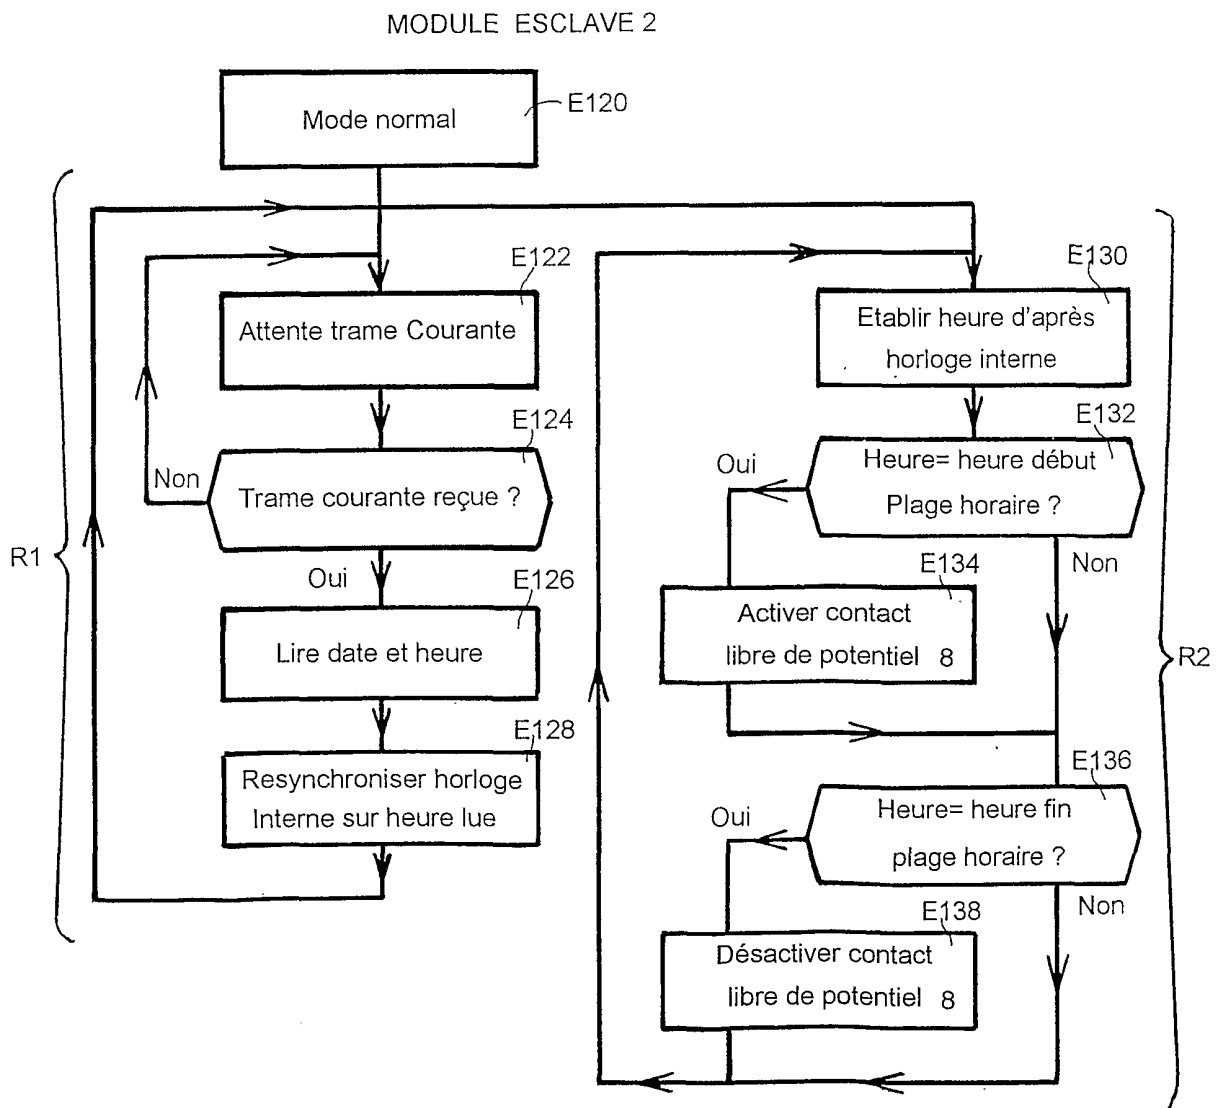 MODULE ESCLAVE 2
Mode normal
E120
R1
E122
Attente trame Courante
E124
Non
Trame courante reçue ?
Oui
E126
Lire date et heure
E128
Resynchroniser horloge
Interne sur heure lue
E130
Etablir heure d'après
horloge interne
E132
Oui
Heure= heure début
Plage horaire ?
Non
E134
Activer contact
libre de potentiel 8
R2
E136
Oui
Heure= heure fin
plage horaire ?
Non
E138
Désactiver contact
libre de potentiel 8